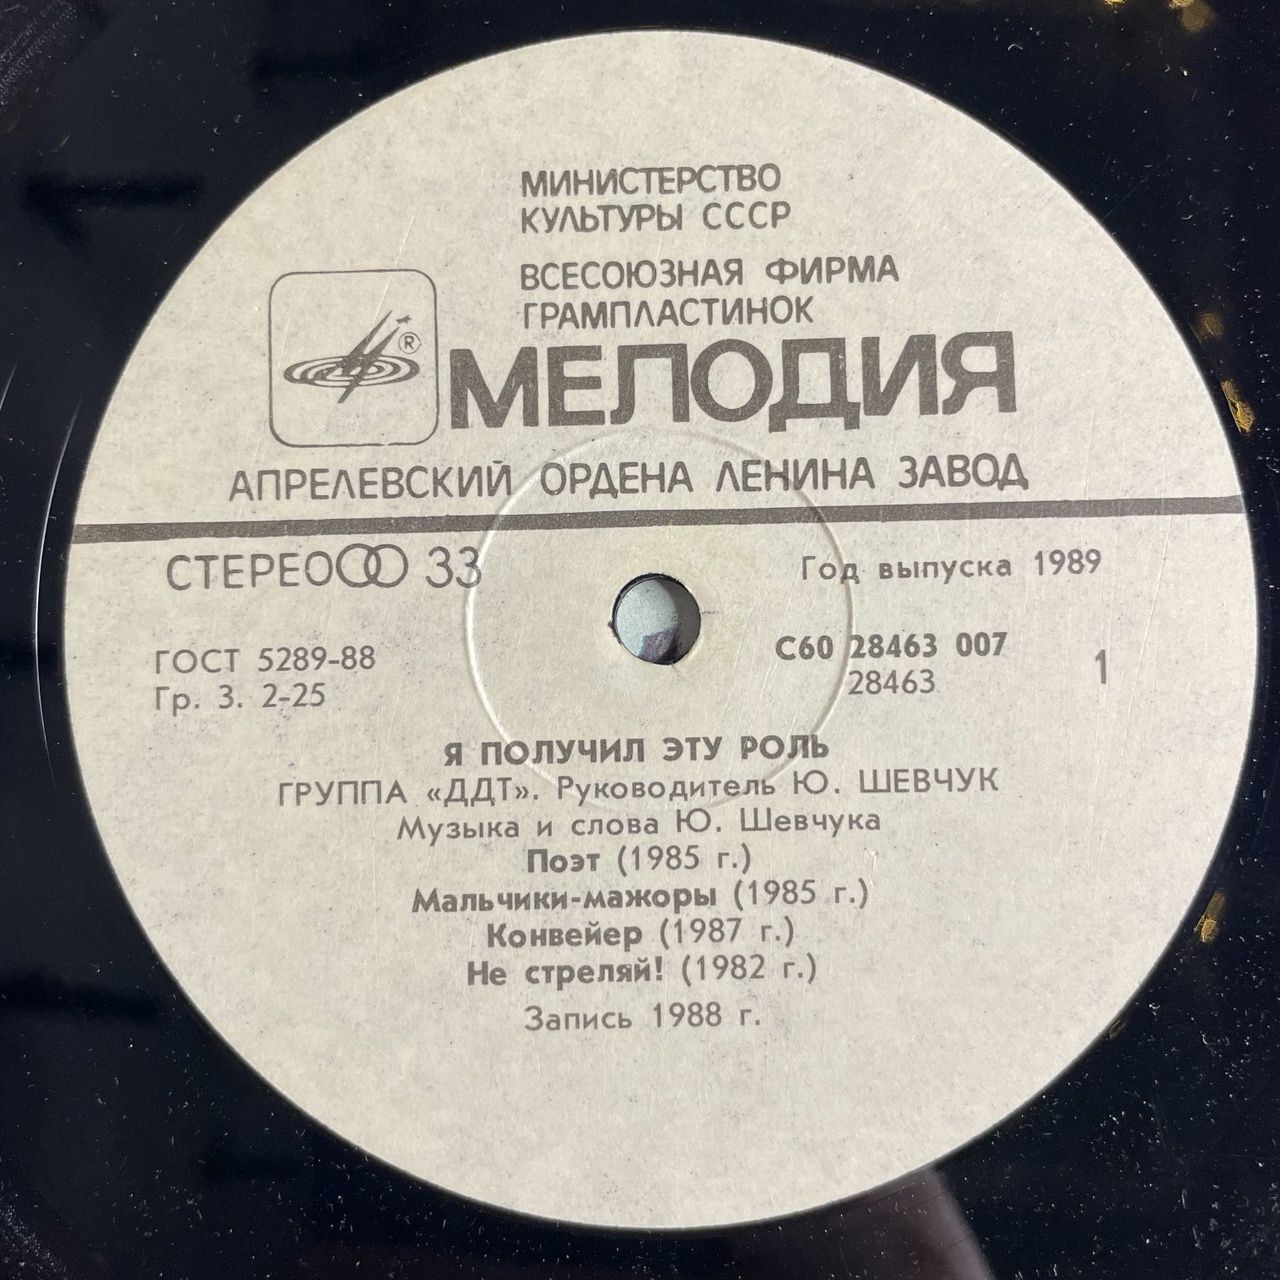 МИНИСТЕРСТВО
КУЛЬТУРЫ СССР
ВСЕСОЮЗНАЯ ФИРМА
ГРАМПЛАСТИНОК
®
МЕЛОДИЯ
АПРЕЛЕВСКИЙ ОРДЕНА ЛЕНИНА ЗАВОД
СТЕРЕО 33
Год выпуска 1989
ГОСТ 5289-88
Гр. 3. 2-25
С60 28463 007
28463
1
Я ПОЛУЧИЛ ЭТУ РОЛЬ
ГРУППА «ДДТ». Руководитель Ю. ШЕВЧУК
Музыка и слова Ю. Шевчука
Поэт (1985 г.)
Мальчики-мажоры (1985 г.)
Конвейер (1987 г.)
Не стреляй! (1982 г.)
Запись 1988 г.